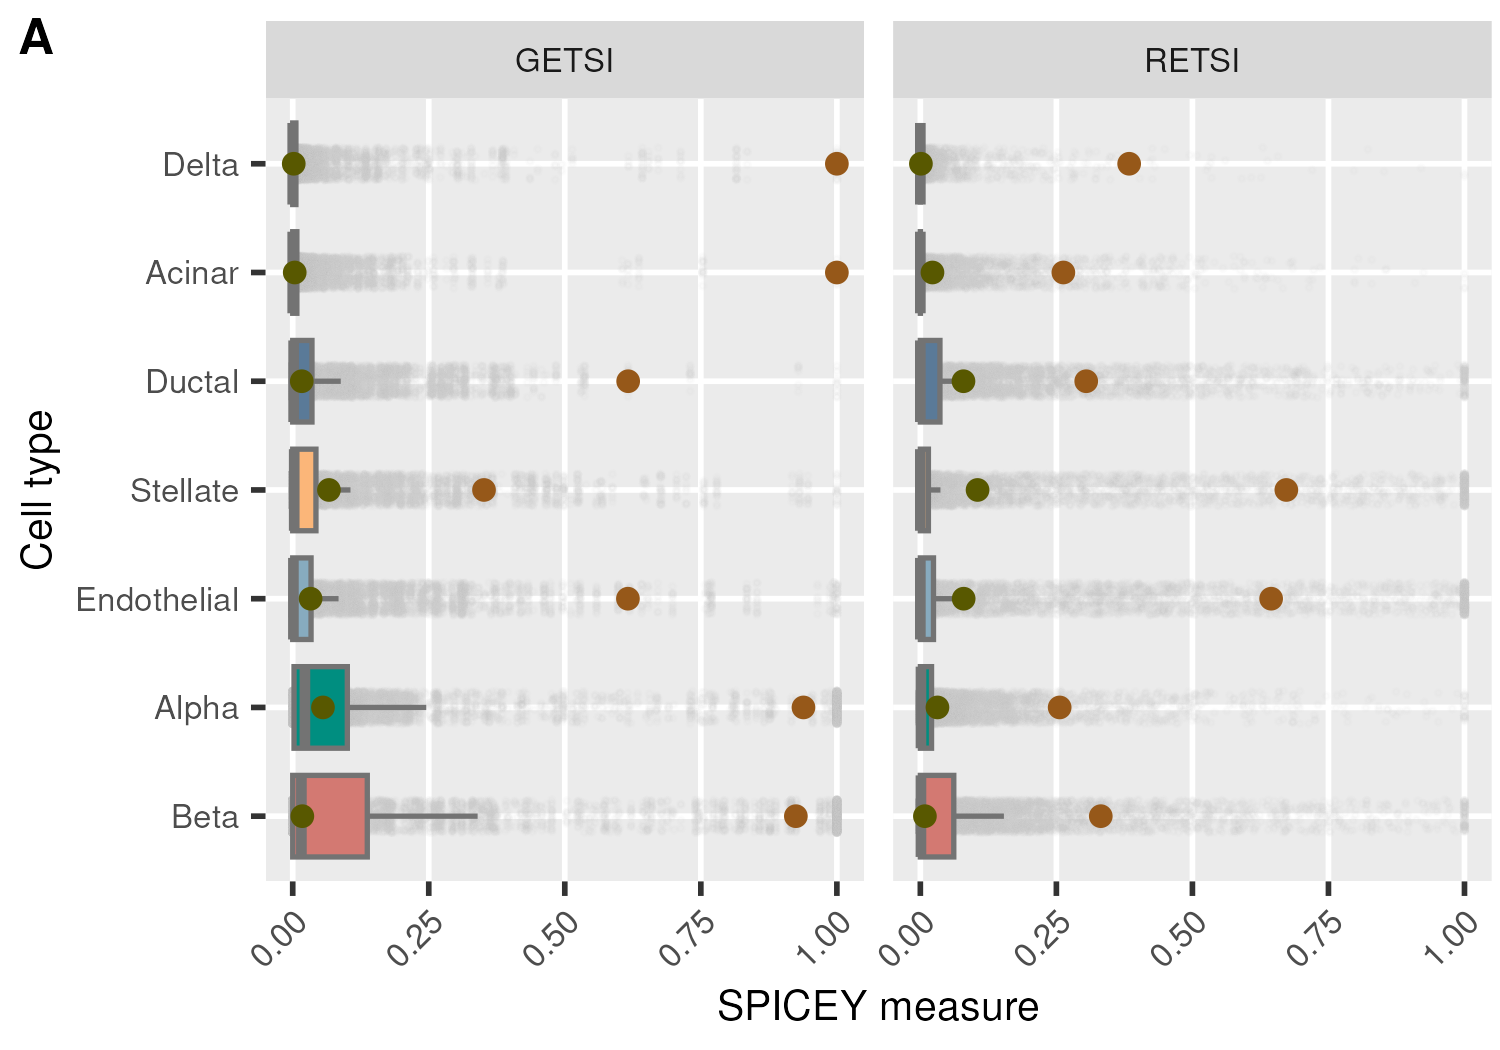 A
GETSI
RETSI
Cell type
Delta
Acinar
Ductal
Stellate
Endothelial
Alpha
Beta
0.00 0.25 0.50 0.75 1.00
0.00 0.25 0.50 0.75 1.00
SPICEY measure